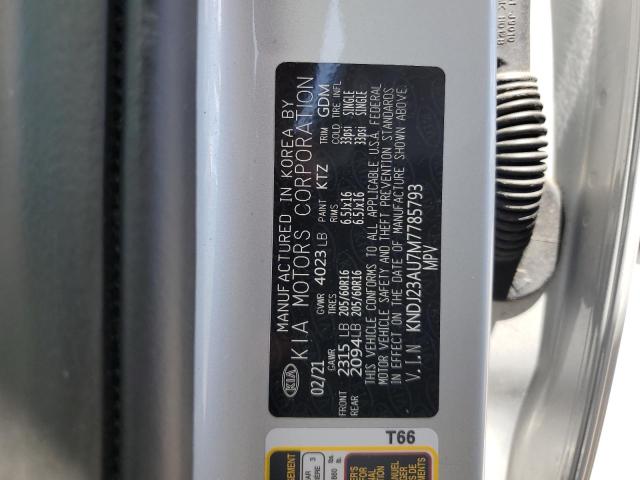 MANUFACTURED IN KOREA BY
KIA KIA MOTORS CORPORATION
02/21 GVWR 4023 LB PAINT KTZ TRIM GDM
GAWR TIRES RIMS COLD TIRE INFL
FRONT 2315 LB 205/60R16 6.5Jx16 33psi SINGLE
REAR 2094 LB 205/60R16 6.5Jx16 33psi SINGLE
THIS VEHICLE CONFORMS TO ALL APPLICABLE U.S.A. FEDERAL
MOTOR VEHICLE SAFETY AND THEFT PREVENTION STANDARDS
IN EFFECT ON THE DATE OF MANUFACTURE SHOWN ABOVE.
V.I.N KNDJ23AU7M7785793
MPV
T66